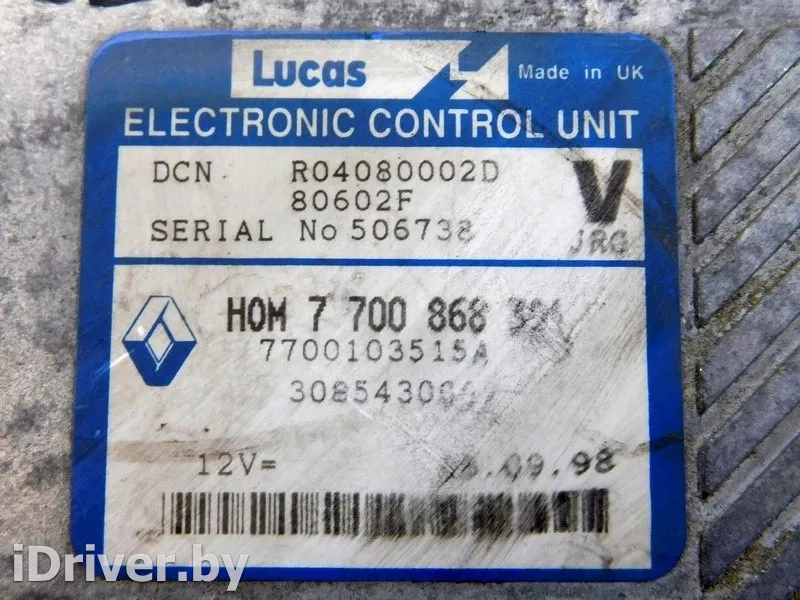 Lucas
Made in UK
ELECTRONIC CONTROL UNIT
DCN R04080002D
80602F
V
SERIAL No 506738
JRG
HOM 7 700 868
7700103515A
12V=
.09.98
iDriver.by